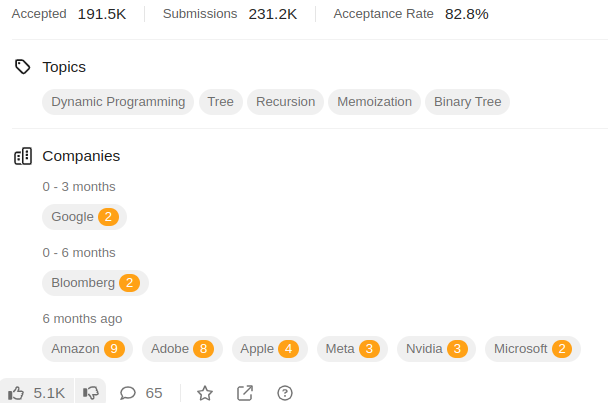 Accepted 191.5K Submissions 231.2K Acceptance Rate 82.8%
Topics
Dynamic Programming Tree Recursion Memoization Binary Tree
Companies
0 - 3 months
Google 2
0 - 6 months
Bloomberg 2
6 months ago
Amazon 9 Adobe 8 Apple 4 Meta 3 Nvidia 3 Microsoft 2
5.1K 65